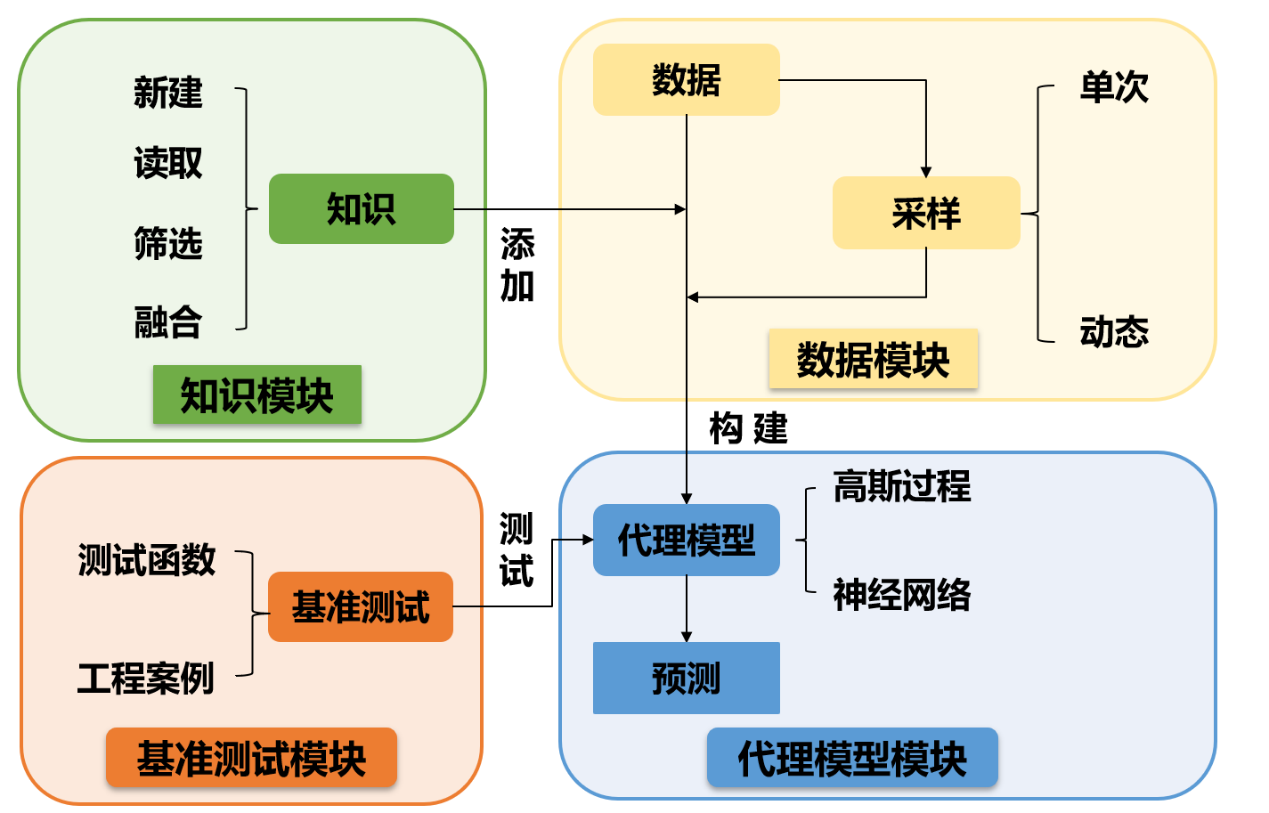 新建
读取
筛选
融合
知识
知识模块
添
加
数据
采样
单次
动态
数据模块
构 建
测试函数
工程案例
基准测试
基准测试模块
测
试
代理模型
高斯过程
神经网络
预测
代理模型模块